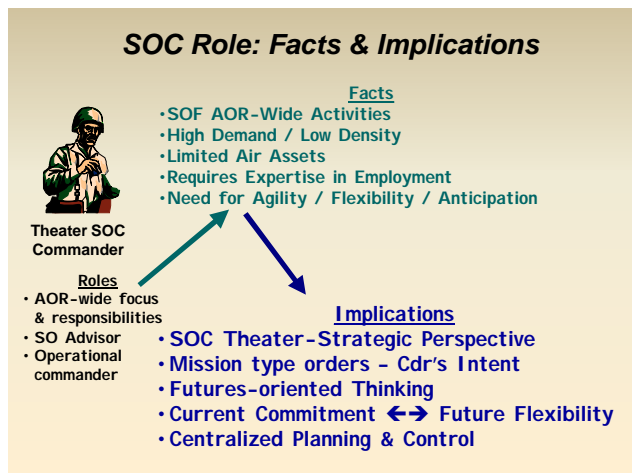 SOC Role: Facts & Implications
Facts
•SOF AOR-Wide Activities
•High Demand / Low Density
•Limited Air Assets
•Requires Expertise in Employment
•Need for Agility / Flexibility / Anticipation
Theater SOC
Commander
Roles
• AOR-wide focus
& responsibilities
• SO Advisor
• Operational
commander
Implications
• SOC Theater-Strategic Perspective
• Mission type orders – Cdr's Intent
• Futures-oriented Thinking
• Current Commitment ←→ Future Flexibility
• Centralized Planning & Control